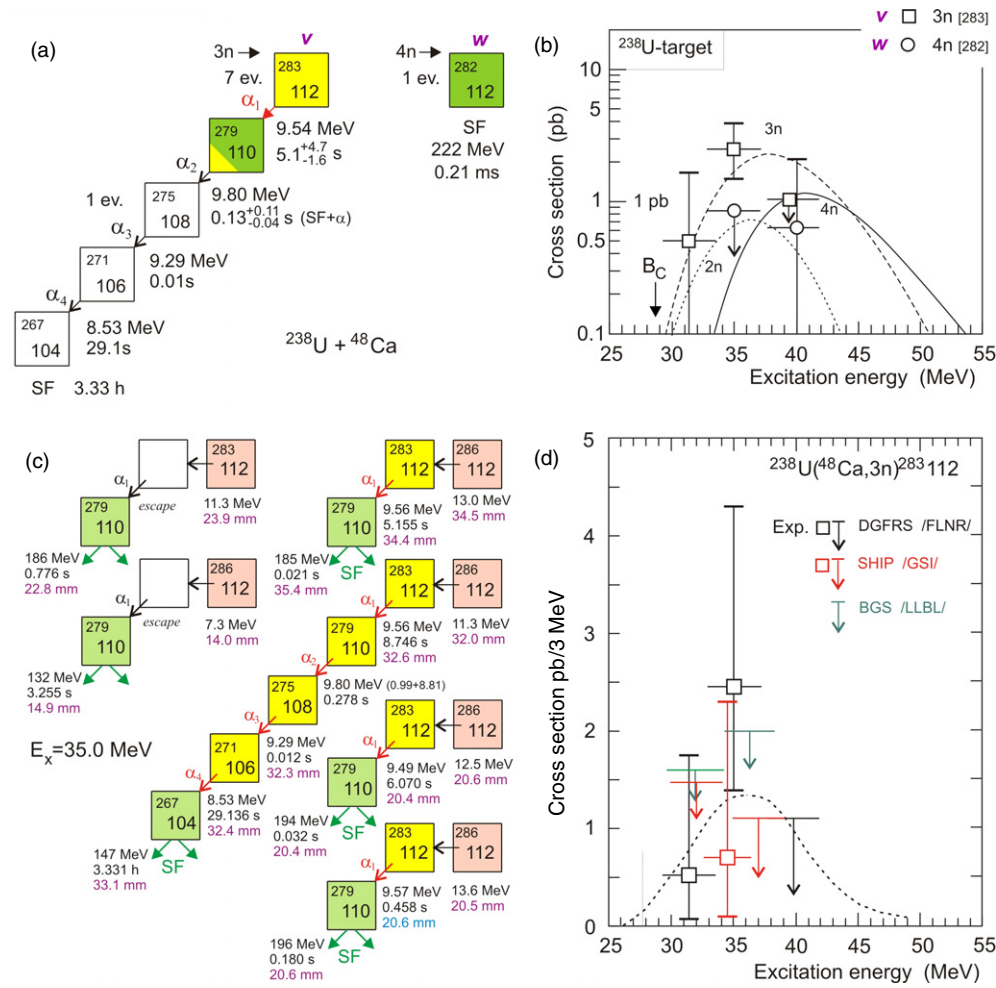 (a)
3n
7 ev.
v
283
112
4n
1 ev.
w
282
112
SF
222 MeV
0.21 ms
α1
279
110
9.54 MeV
5.1 +4.7 -1.6 s
α2
1 ev.
275
108
9.80 MeV
0.13 +0.11 -0.04 s (SF+α)
α3
271
106
9.29 MeV
0.01s
α4
267
104
8.53 MeV
29.1s
SF 3.33 h
238U + 48Ca
(b)
v 3n [283]
w 4n [282]
238U-target
Cross section (pb)
10
5
1
0.5
0.1
1 pb
3n
4n
2n
BC
25 30 35 40 45 50 55
Excitation energy (MeV)
(c)
283
112
11.3 MeV
23.9 mm
α1
escape
279
110
186 MeV
0.776 s
22.8 mm
286
112
7.3 MeV
14.0 mm
α1
escape
279
110
132 MeV
3.255 s
14.9 mm
Ex=35.0 MeV
283
112
286
112
13.0 MeV
34.5 mm
α1
279
110
9.56 MeV
5.155 s
34.4 mm
185 MeV
0.021 s
35.4 mm
SF
283
112
286
112
11.3 MeV
32.0 mm
α1
279
110
9.56 MeV
8.746 s
32.6 mm
α2
275
108
9.80 MeV (0.99+8.81)
0.278 s
α3
271
106
9.29 MeV
0.012 s
32.3 mm
α4
267
104
8.53 MeV
29.136 s
32.4 mm
147 MeV
3.331 h
33.1 mm
SF
283
112
286
112
12.5 MeV
20.6 mm
α1
279
110
9.49 MeV
6.070 s
20.4 mm
194 MeV
0.032 s
20.4 mm
SF
283
112
286
112
13.6 MeV
20.5 mm
α1
279
110
9.57 MeV
0.458 s
20.6 mm
196 MeV
0.180 s
20.6 mm
SF
(d)
238U(48Ca,3n)283112
Exp. DGFRS /FLNR/
SHIP /GSI/
BGS /LLBL/
Cross section pb/3 MeV
5
4
3
2
1
0
25 30 35 40 45 50 55
Excitation energy (MeV)